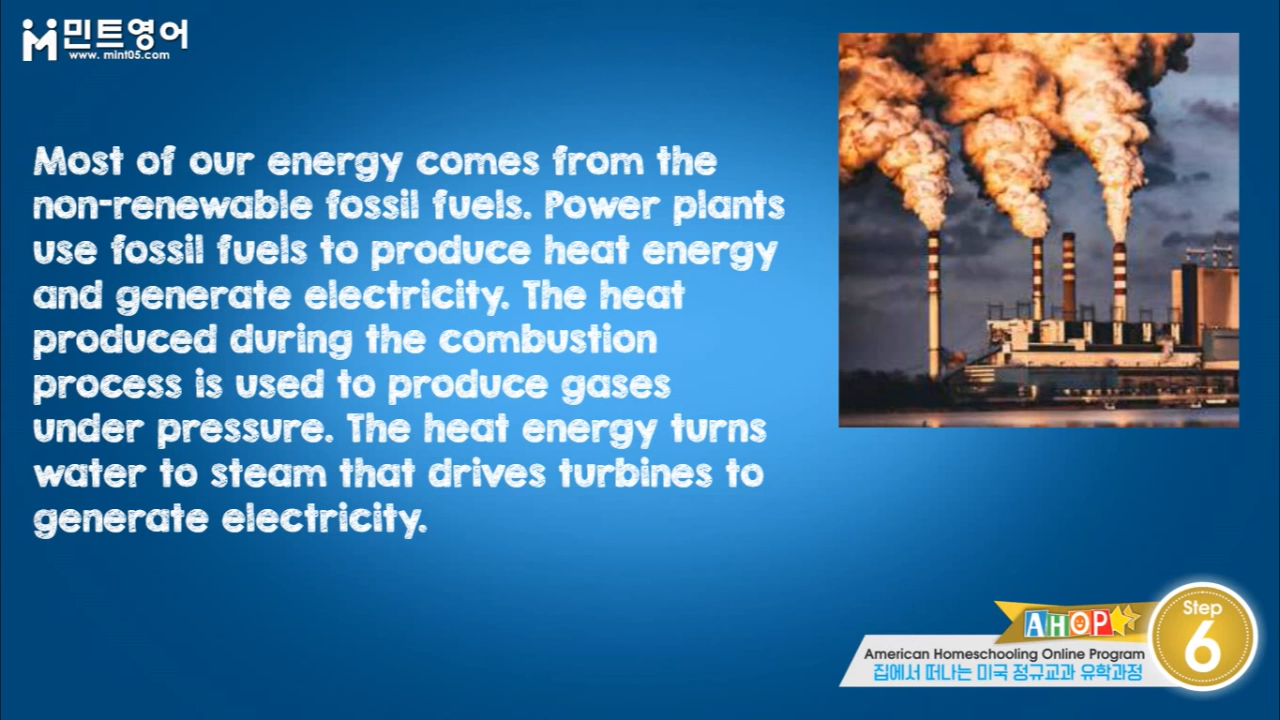 민트영어
www. mint05.com
Most of our energy comes from the
non-renewable fossil fuels. Power plants
use fossil fuels to produce heat energy
and generate electricity. The heat
produced during the combustion
process is used to produce gases
under pressure. The heat energy turns
water to steam that drives turbines to
generate electricity.
AHOP
Step
6
American Homeschooling Online Program
집에서 떠나는 미국 정규교과 유학과정